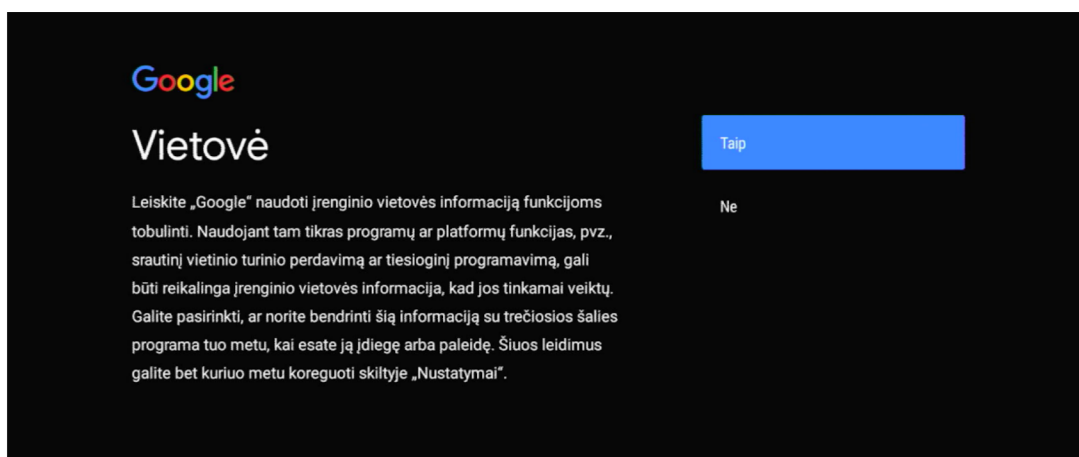 Google
Vietovė
Taip
Leiskite „Google“ naudoti įrenginio vietovės informaciją funkcijoms
Ne
tobulinti. Naudojant tam tikras programų ar platformų funkcijas, pvz.,
srautinį vietinio turinio perdavimą ar tiesioginį programavimą, gali
būti reikalinga įrenginio vietovės informacija, kad jos tinkamai veiktų.
Galite pasirinkti, ar norite bendrinti šią informaciją su trečiosios šalies
programa tuo metu, kai esate ją įdiegę arba paleidę. Šiuos leidimus
galite bet kuriuo metu koreguoti skiltyje „Nustatymai“.